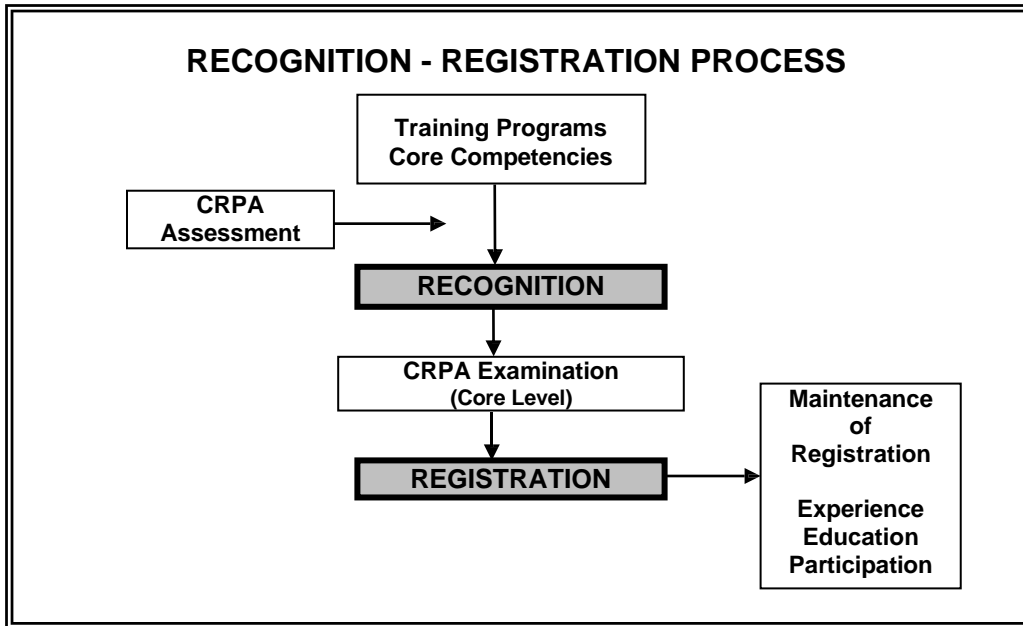 RECOGNITION - REGISTRATION PROCESS
Training Programs
Core Competencies
CRPA
Assessment
RECOGNITION
CRPA Examination
(Core Level)
REGISTRATION
Maintenance
of
Registration
Experience
Education
Participation